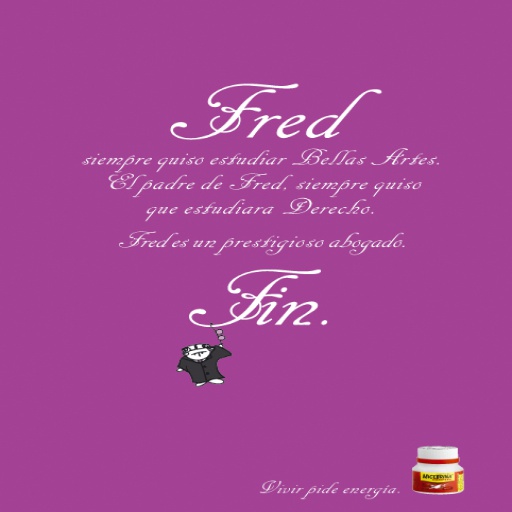 Fred
siempre quiso estudiar Bellas Artes.
El padre de Fred, siempre quiso
que estudiara Derecho.
Fred es un prestigioso abogado.
Fin.
Vivir pide energía.